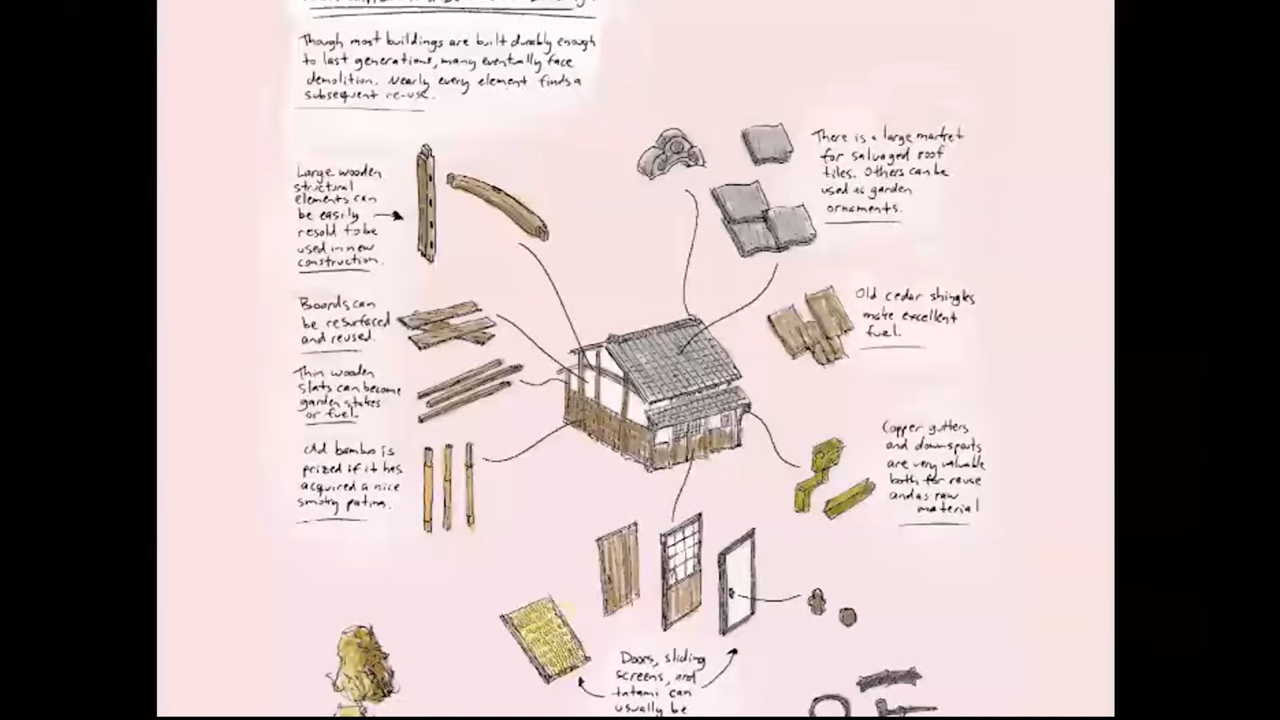 Though most buildings are built durably enough
to last generations, many eventually face
demolition. Nearly every element finds a
subsequent re-use.
Large wooden
structural
elements can
be easily
resold to be
used in new
construction.
There is a large market
for salvaged roof
tiles. Others can be
used as garden
ornaments.
Boards can
be resurfaced
and reused.
Old cedar shingles
make excellent
fuel.
Thin wooden
slats can become
garden stakes
or fuel.
Old bamboo is
prized if it has
acquired a nice
smoky patina.
Copper gutters
and downspouts
are very valuable
both for reuse
and as raw
material
Doors, sliding
screens, and
tatami can
usually be